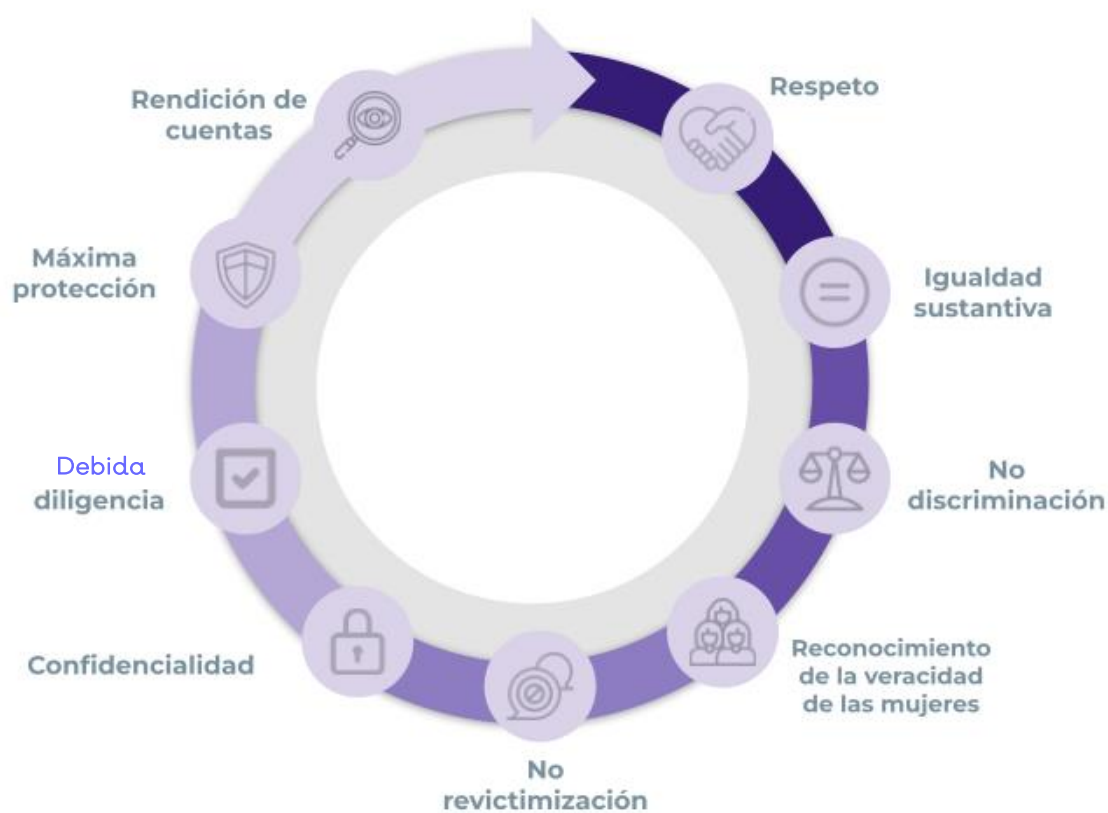 Respeto
Igualdad
sustantiva
No
discriminación
Reconocimiento
de la veracidad
de las mujeres
No
revictimización
Confidencialidad
Debida
diligencia
Máxima
protección
Rendición de
cuentas